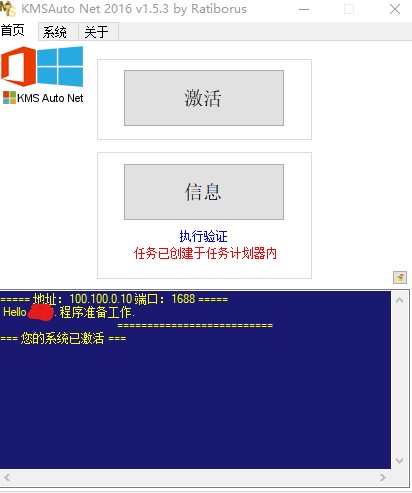 KMSAuto Net 2016 v1.5.3 by Ratiborus
首页 系统 关于
KMS Auto Net
激活
信息
执行验证
任务已创建于任务计划器内
===== 地址：100.100.0.10 端口：1688 =====
Hello . 程序准备工作.
==========================
=== 您的系统已激活 ===